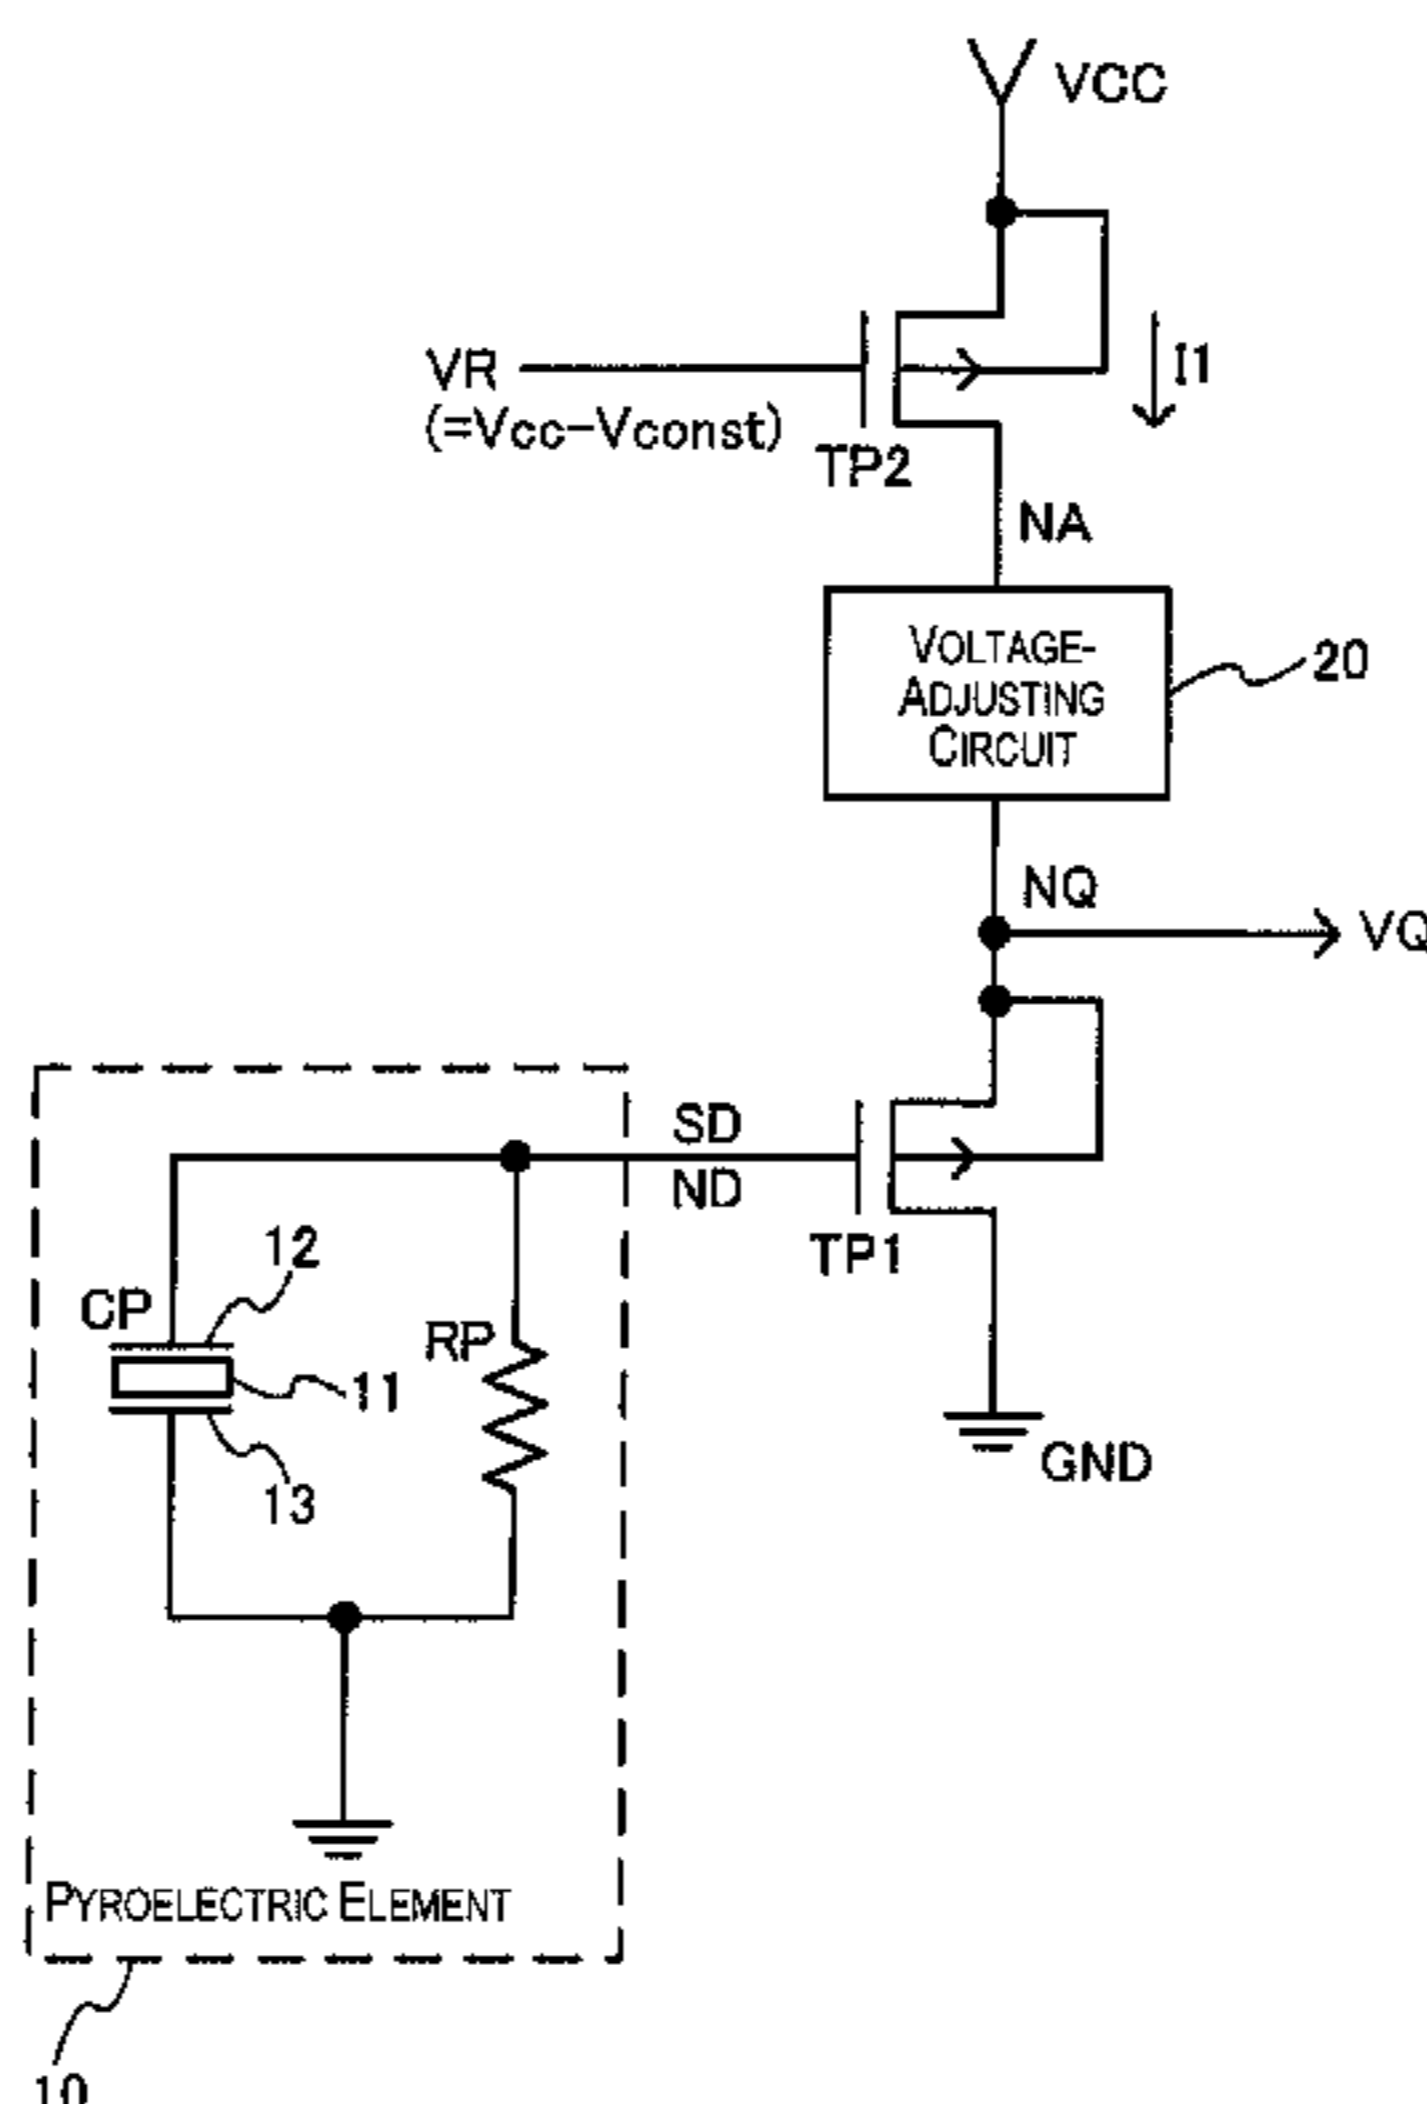 VCC
I1
VR
(=Vcc-Vconst)
TP2
NA
VOLTAGE-
ADJUSTING
CIRCUIT
20
NQ
VQ
SD
ND
TP1
12
CP
RP
11
13
GND
PYROELECTRIC ELEMENT
10